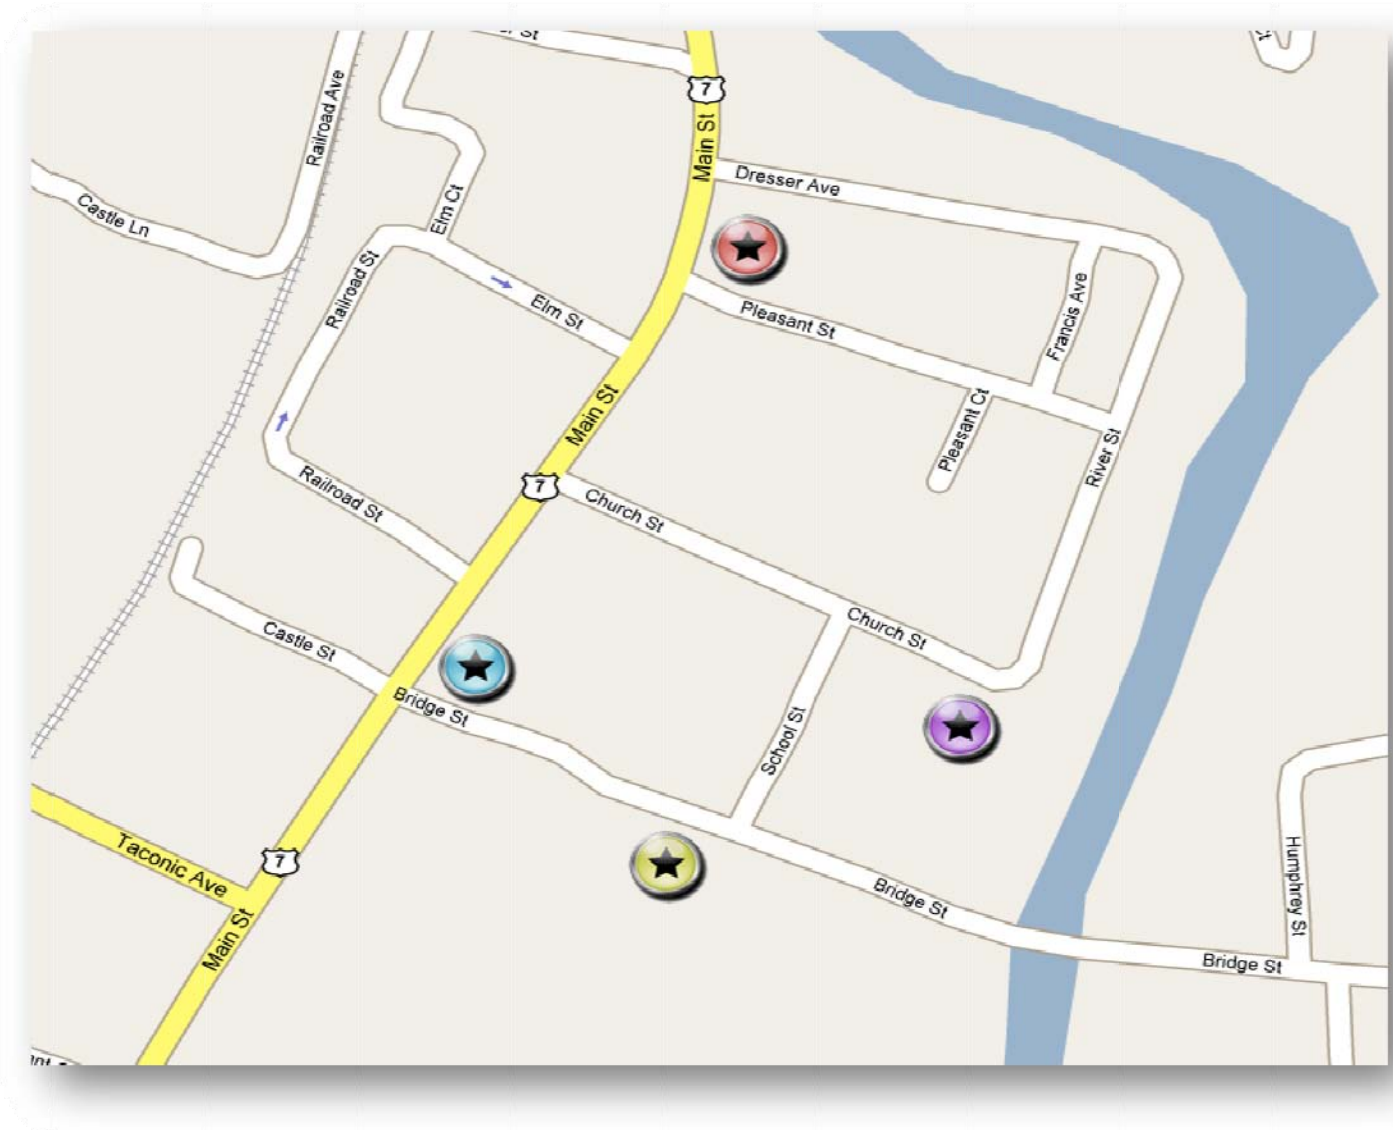 St
7
Main St
Railroad Ave
Dresser Ave
Elm Ct
Castle Ln
Railroad St
Elm St
Pleasant St
Francis Ave
Main St
Pleasant Ct
River St
7
Railroad St
Church St
Castle St
Church St
Bridge St
School St
Taconic Ave
7
Humphrey St
Bridge St
Main St
Bridge St